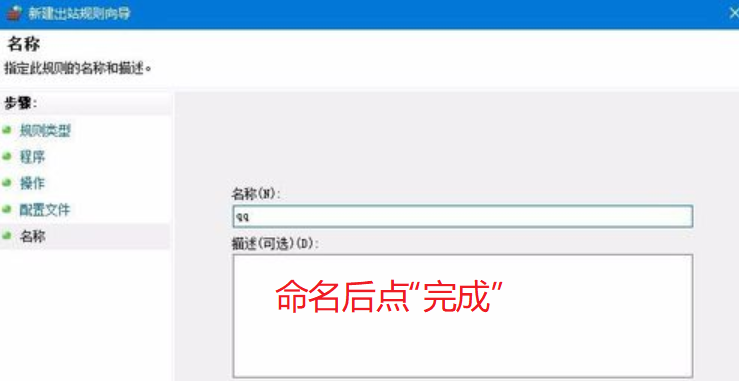 新建出站规则向导
名称
指定此规则的名称和描述。
步骤:
规则类型
程序
操作
配置文件
名称
名称(N):
qq
描述(可选)(D):
命名后点“完成”